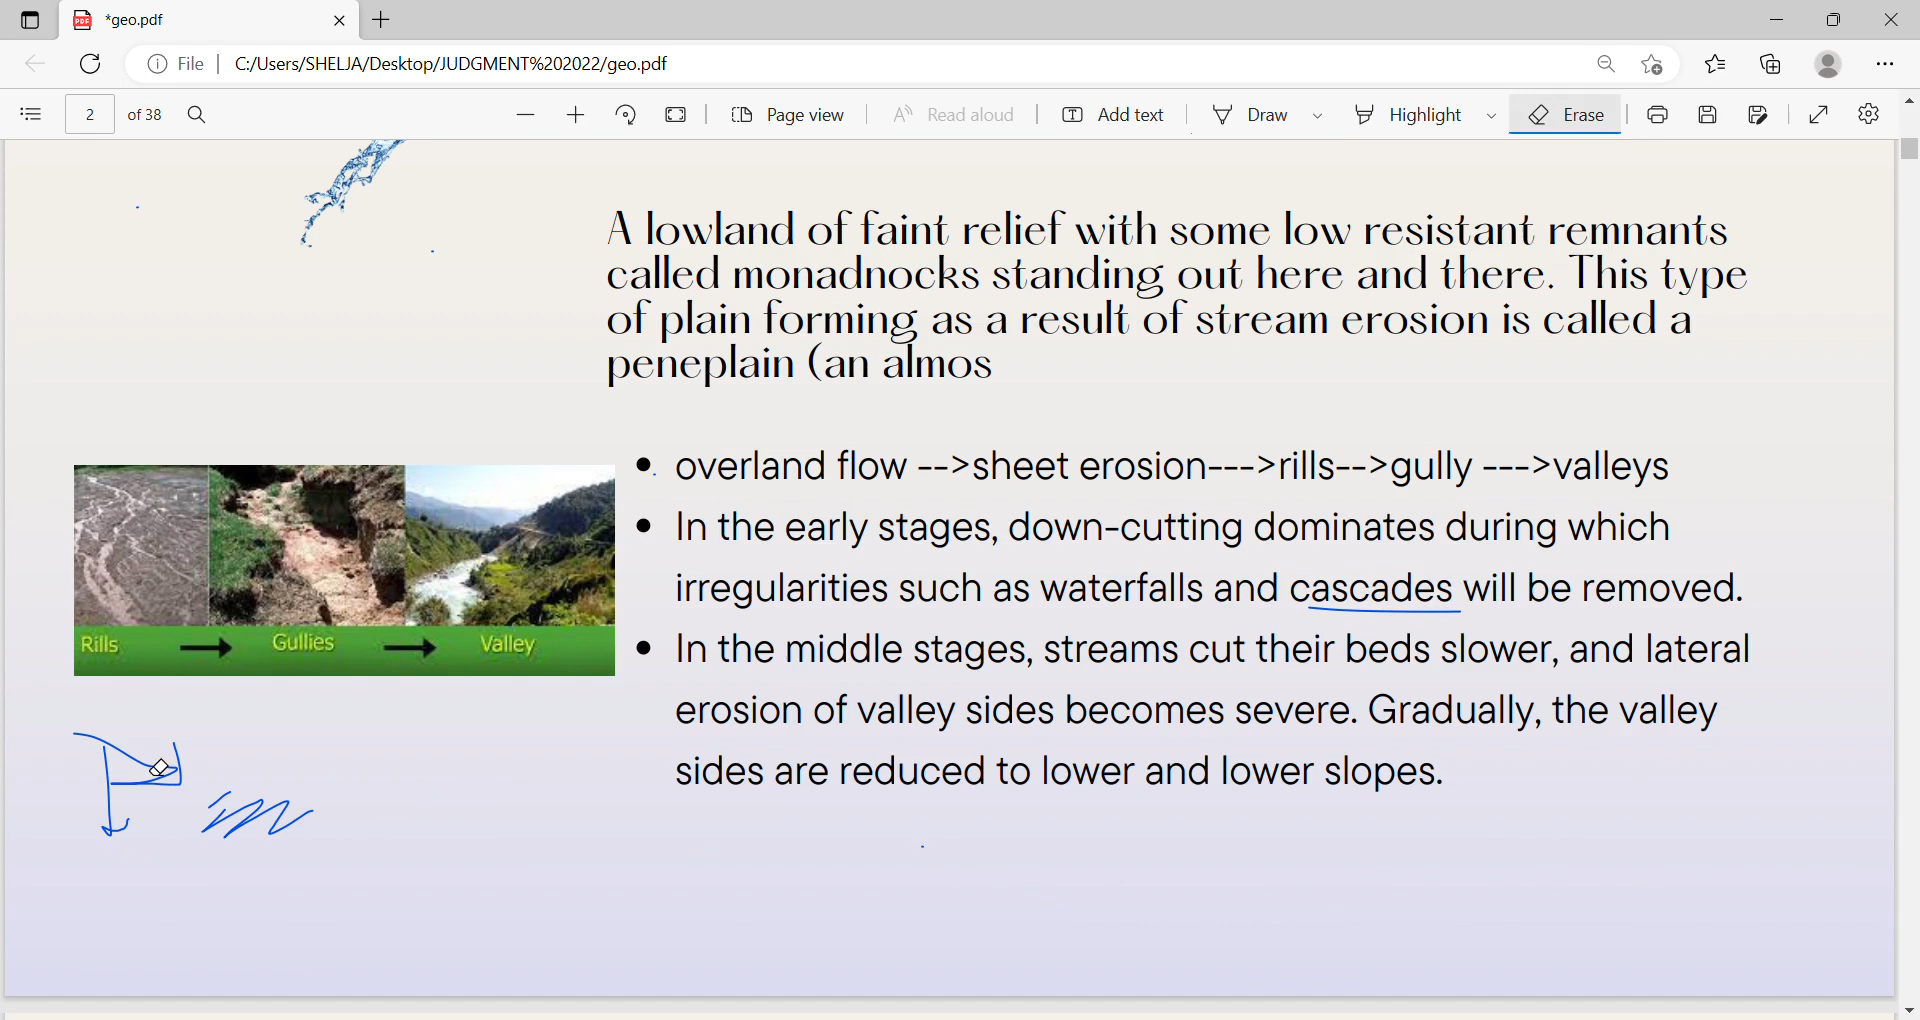 *geo.pdf
File C:/Users/SHELJA/Desktop/JUDGMENT%202022/geo.pdf
2 of 38 Page view Read aloud Add text Draw Highlight Erase
A lowland of faint relief with some low resistant remnants
called monadnocks standing out here and there. This type
of plain forming as a result of stream erosion is called a
peneplain (an almos
• overland flow -->sheet erosion--->rills-->gully --->valleys
• In the early stages, down-cutting dominates during which
irregularities such as waterfalls and cascades will be removed.
• In the middle stages, streams cut their beds slower, and lateral
erosion of valley sides becomes severe. Gradually, the valley
sides are reduced to lower and lower slopes.
Rills Gullies Valley